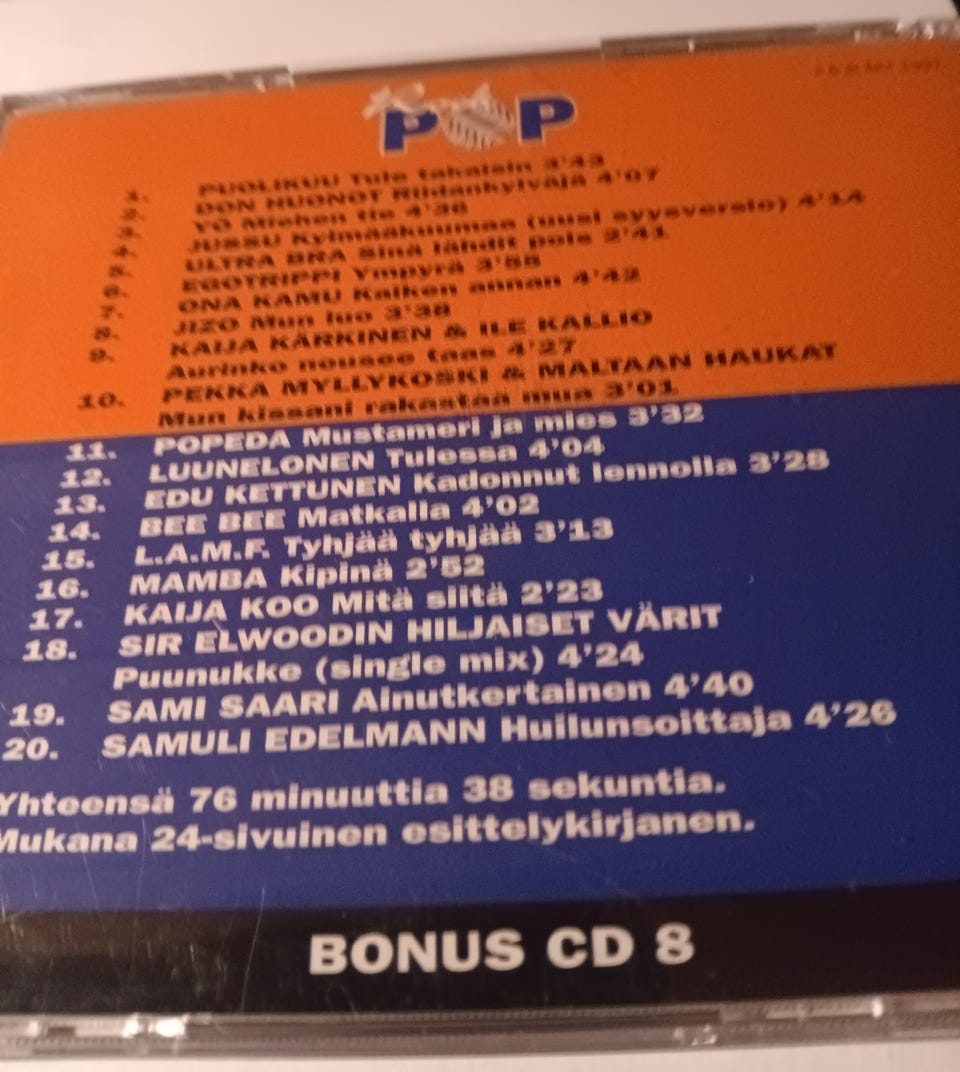 POP
1. PUOLIKUU Tule takaisin 3'43
2. DON HUONOT Riidankylväjä 4'07
3. YÖ Miehen tie 4'36
4. JUSSU Kylmääkuumaa (uusi syysversio) 4'14
5. ULTRA BRA Sinä lähdit pois 2'41
6. EGOTRIPPI Ympyrä 3'55
7. ONA KAMU Kaiken annan 4'42
8. JIZO Mun luo 3'38
9. KAIJA KÄRKINEN & ILE KALLIO
Aurinko nousee taas 4'27
10. PEKKA MYLLYKOSKI & MALTAAN HAUKAT
Mun kissani rakastaa mua 3'01
11. POPEDA Mustameri ja mies 3'32
12. LUUNELONEN Tulessa 4'04
13. EDU KETTUNEN Kadonnut lennolla 3'28
14. BEE BEE Matkalla 4'02
15. L.A.M.F. Tyhjää tyhjää 3'13
16. MAMBA Kipinä 2'52
17. KAIJA KOO Mitä siitä 2'23
18. SIR ELWOODIN HILJAISET VÄRIT
Puunukke (single mix) 4'24
19. SAMI SAARI Ainutkertainen 4'40
20. SAMULI EDELMANN Huilunsoittaja 4'26
Yhteensä 76 minuuttia 38 sekuntia.
Mukana 24-sivuinen esittelykirjanen.
BONUS CD 8